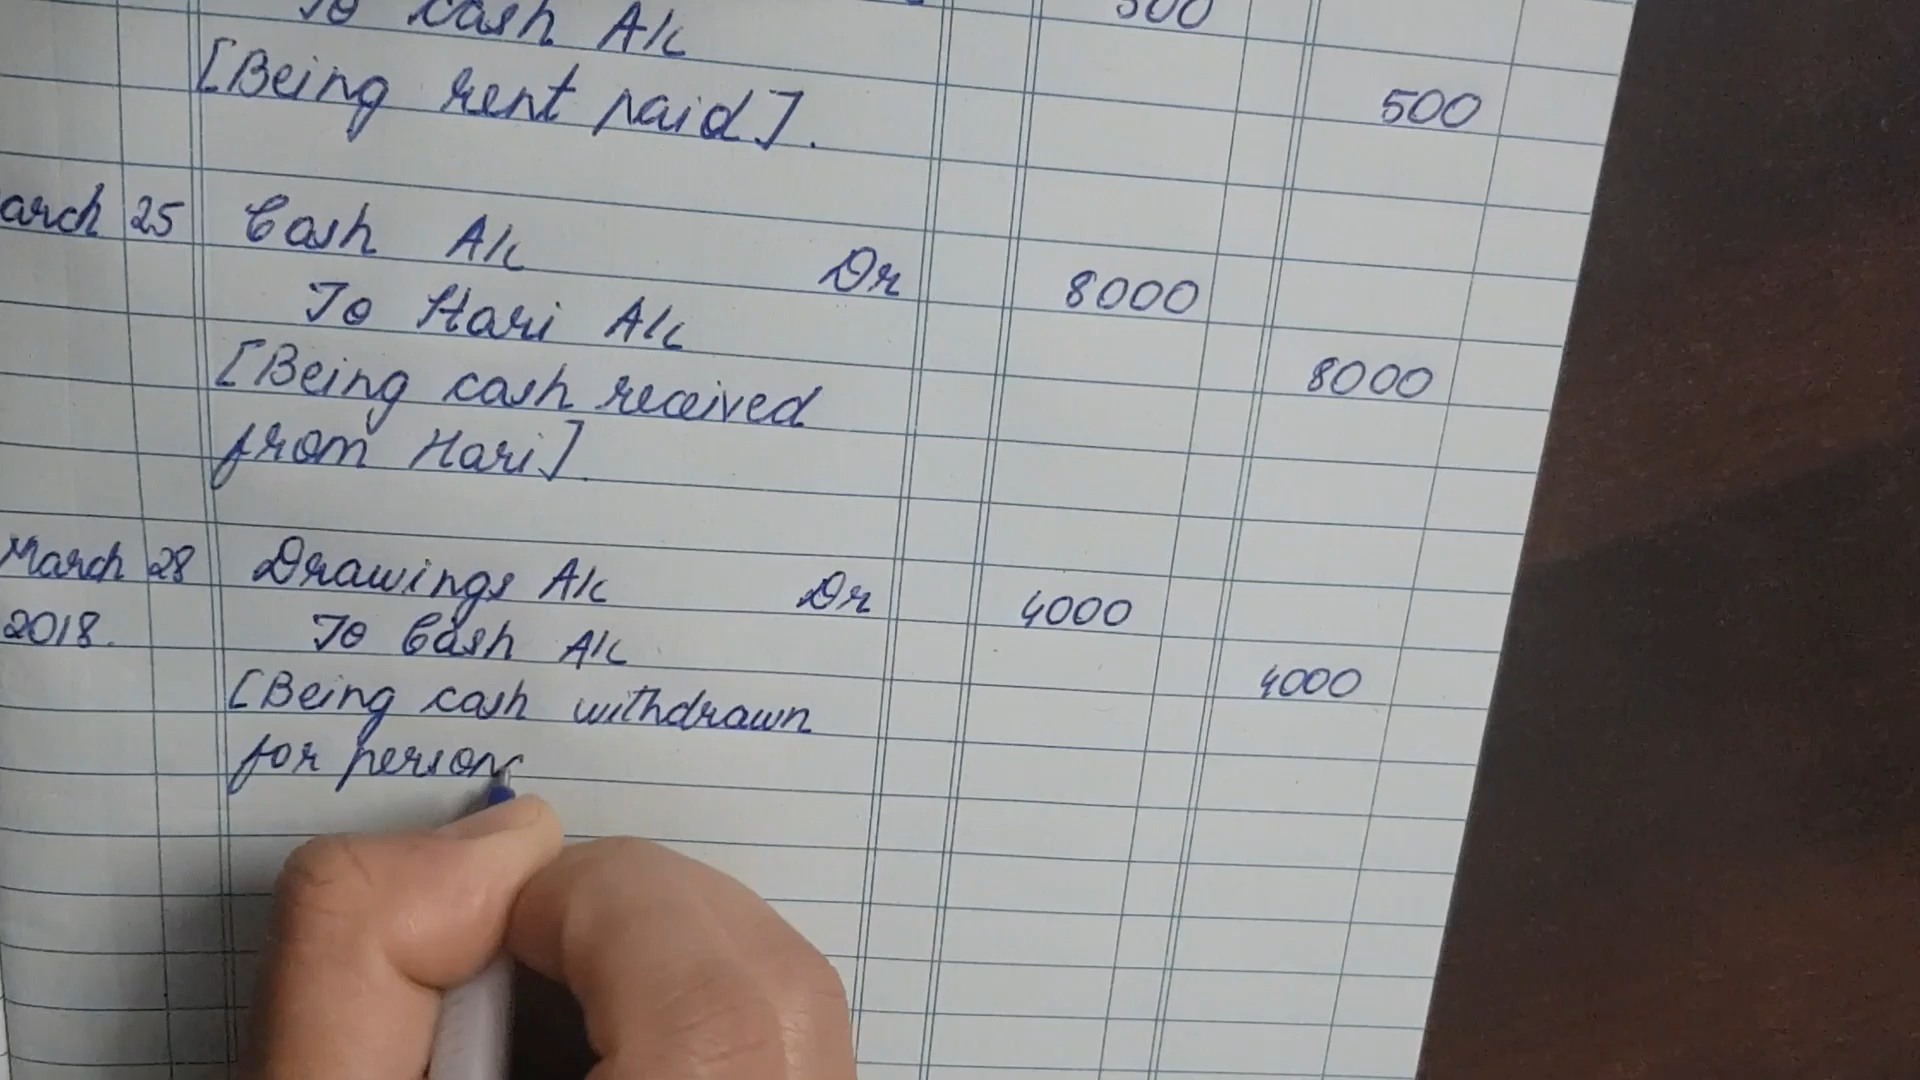 To Cash A/c 500
[Being rent paid]. 500
arch 25 Cash A/c Dr 8000
To Hari A/c
[Being cash received 8000
from Hari]
March 28 Drawings A/c Dr 4000
2018. To Cash A/c
[Being cash withdrawn 4000
for person